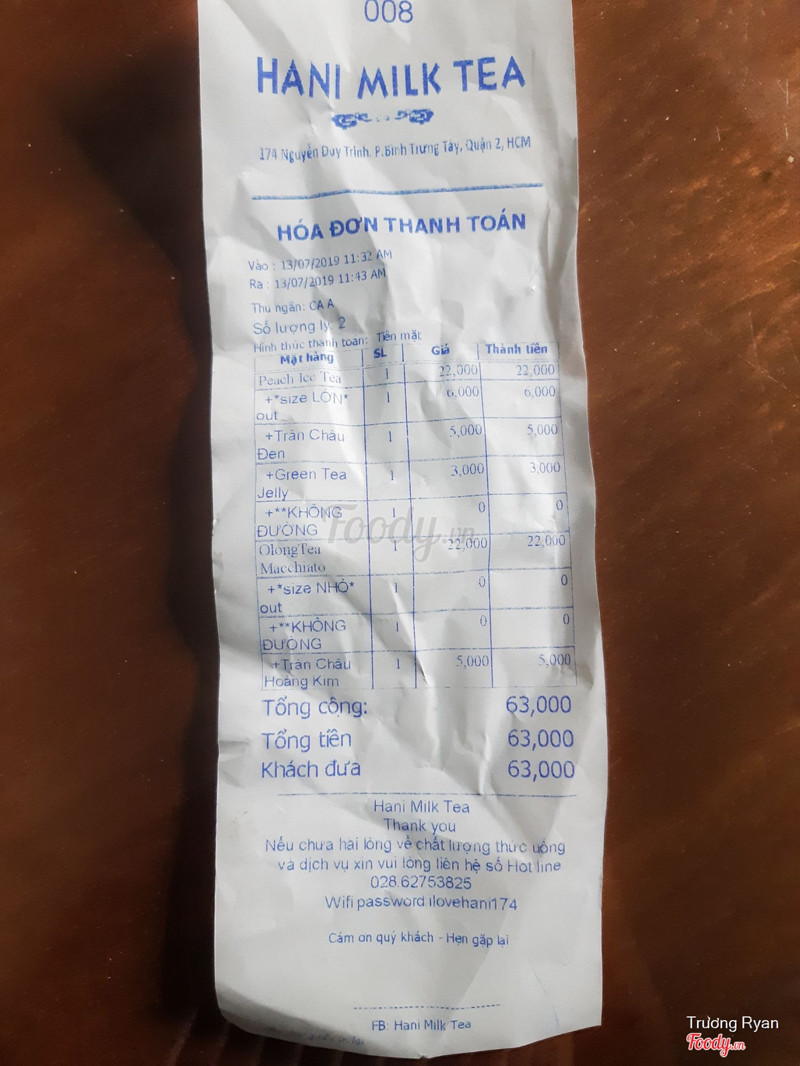 008
HANI MILK TEA
174 Nguyễn Duy Trinh, P.Bình Trưng Tây, Quận 2, HCM
HÓA ĐƠN THANH TOÁN
Vào : 13/07/2019 11:32 AM
Ra : 13/07/2019 11:43 AM
Thu ngân: CA A
Số lượng ly: 2
Hình thức thanh toán: Tiền mặt
Mặt hàng SL Giá Thành tiền
Peach Ice Tea 1 22,000 22,000
+*size LỚN* 1 6,000 6,000
out
+Trân Châu 1 5,000 5,000
Đen
+Green Tea 1 3,000 3,000
Jelly
+**KHÔNG 1 0 0
ĐƯỜNG
OlongTea 1 22,000 22,000
Macchiato
+*size NHỎ* 1 0 0
out
+**KHÔNG 1 0 0
ĐƯỜNG
+Trân Châu 1 5,000 5,000
Hoàng Kim
Tổng cộng: 63,000
Tổng tiền 63,000
Khách đưa 63,000
Hani Milk Tea
Thank you
Nếu chưa hài lòng về chất lượng thức uống
và dịch vụ xin vui lòng liên hệ số Hot line
028.62753825
Wifi password ilovehani174
Cám ơn quý khách - Hẹn gặp lại
FB: Hani Milk Tea
Foody.vn
Trương Ryan
Foody.vn